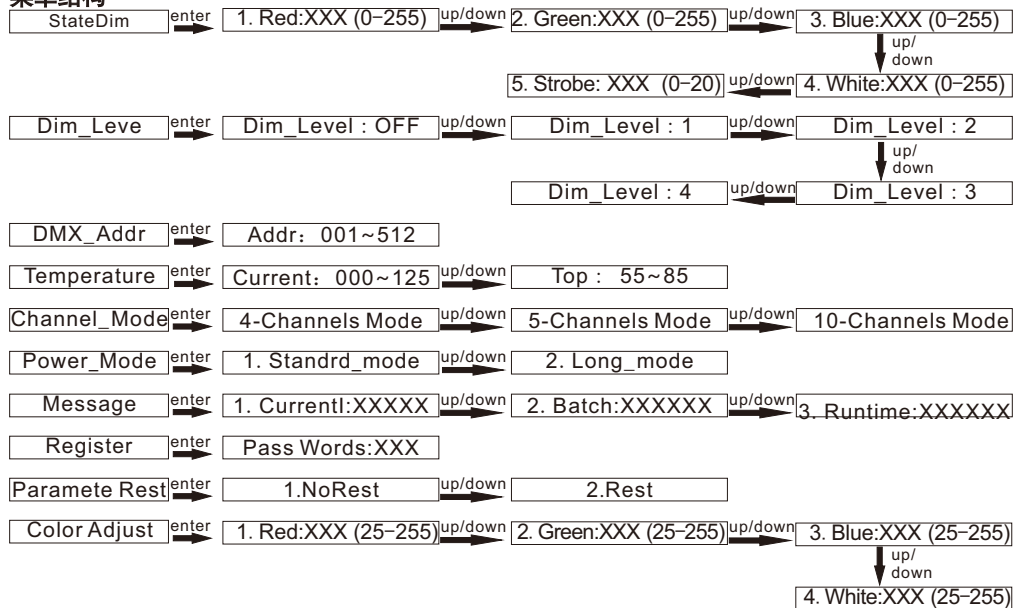 菜单结构
StateDim enter 1. Red:XXX (0-255) up/down 2. Green:XXX (0-255) up/down 3. Blue:XXX (0-255)
up/
down
5. Strobe: XXX (0-20) up/down 4. White:XXX (0-255)
Dim_Leve enter Dim_Level : OFF up/down Dim_Level : 1 up/down Dim_Level : 2
up/
down
Dim_Level : 4 up/down Dim_Level : 3
DMX_Addr enter Addr：001~512
Temperature enter Current：000~125 up/down Top : 55~85
Channel_Mode enter 4-Channels Mode up/down 5-Channels Mode up/down 10-Channels Mode
Power_Mode enter 1. Standrd_mode up/down 2. Long_mode
Message enter 1. CurrentI:XXXXX up/down 2. Batch:XXXXXX up/down 3. Runtime:XXXXXX
Register enter Pass Words:XXX
Paramete Rest enter 1.NoRest up/down 2.Rest
Color Adjust enter 1. Red:XXX (25-255) up/down 2. Green:XXX (25-255) up/down 3. Blue:XXX (25-255)
up/
down
4. White:XXX (25-255)